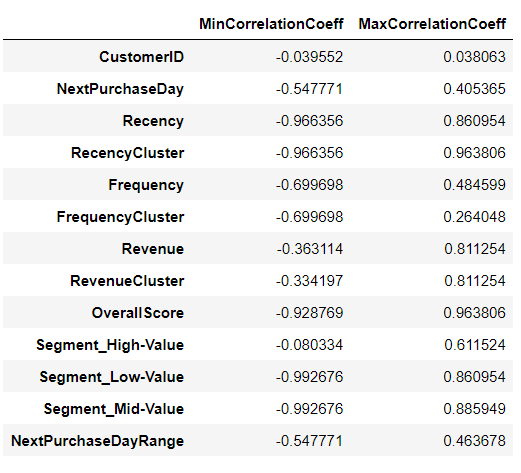 MinCorrelationCoeff MaxCorrelationCoeff
CustomerID -0.039552 0.038063
NextPurchaseDay -0.547771 0.405365
Recency -0.966356 0.860954
RecencyCluster -0.966356 0.963806
Frequency -0.699698 0.484599
FrequencyCluster -0.699698 0.264048
Revenue -0.363114 0.811254
RevenueCluster -0.334197 0.811254
OverallScore -0.928769 0.963806
Segment_High-Value -0.080334 0.611524
Segment_Low-Value -0.992676 0.860954
Segment_Mid-Value -0.992676 0.885949
NextPurchaseDayRange -0.547771 0.463678